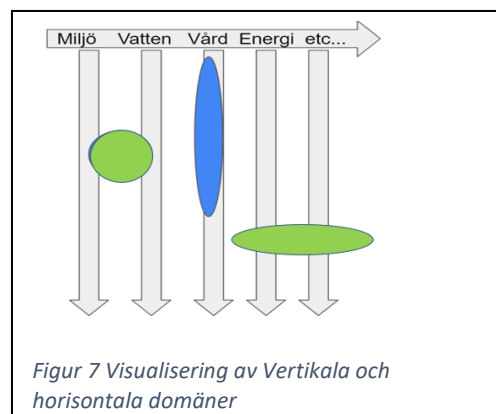 Miljö Vatten Vård Energi etc...
Figur 7 Visualisering av Vertikala och
horisontala domäner